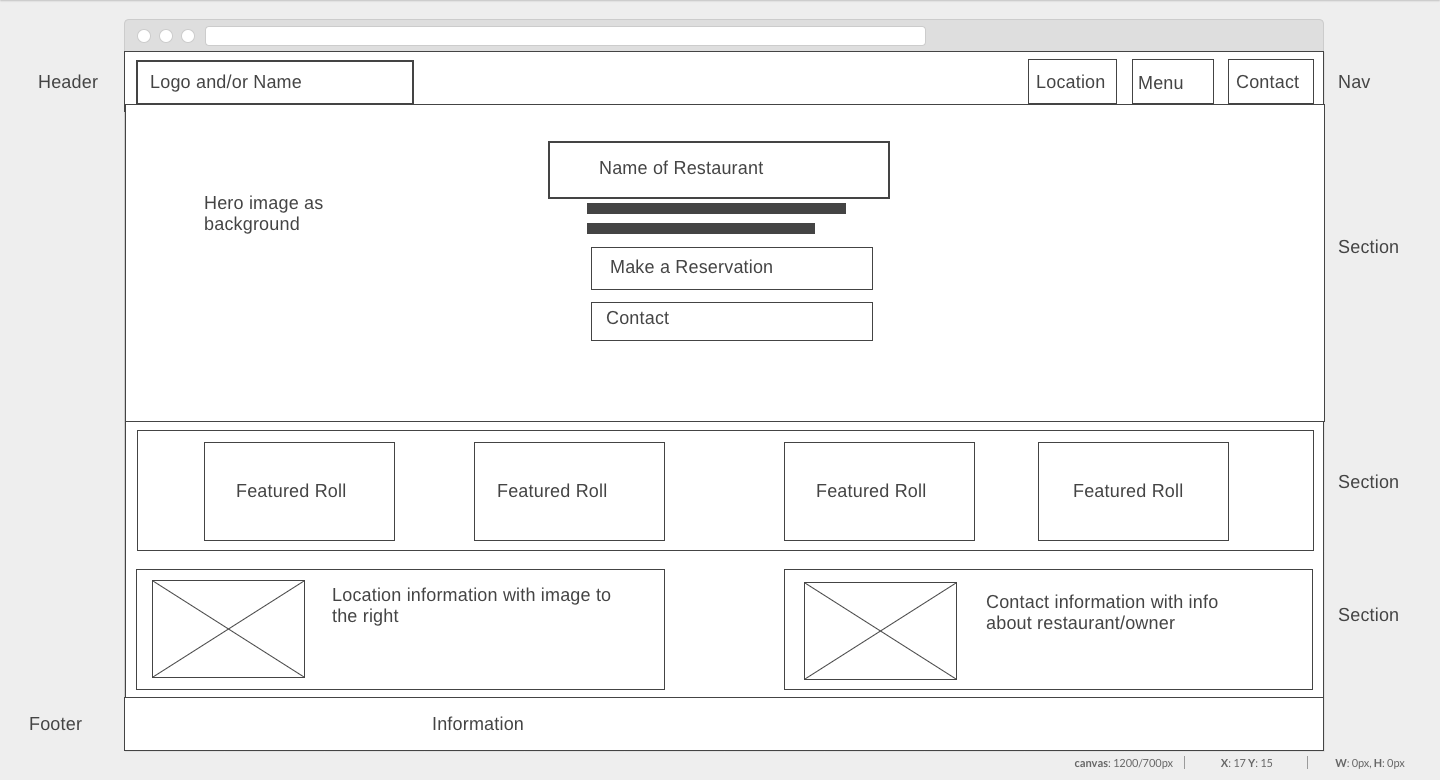 Header
Logo and/or Name
Location
Menu
Contact
Nav
Name of Restaurant
Hero image as
background
Section
Make a Reservation
Contact
Featured Roll
Featured Roll
Featured Roll
Featured Roll
Section
Location information with image to
the right
Contact information with info
about restaurant/owner
Section
Footer
Information
canvas: 1200/700px
X: 17 Y: 15
W: 0px, H: 0px